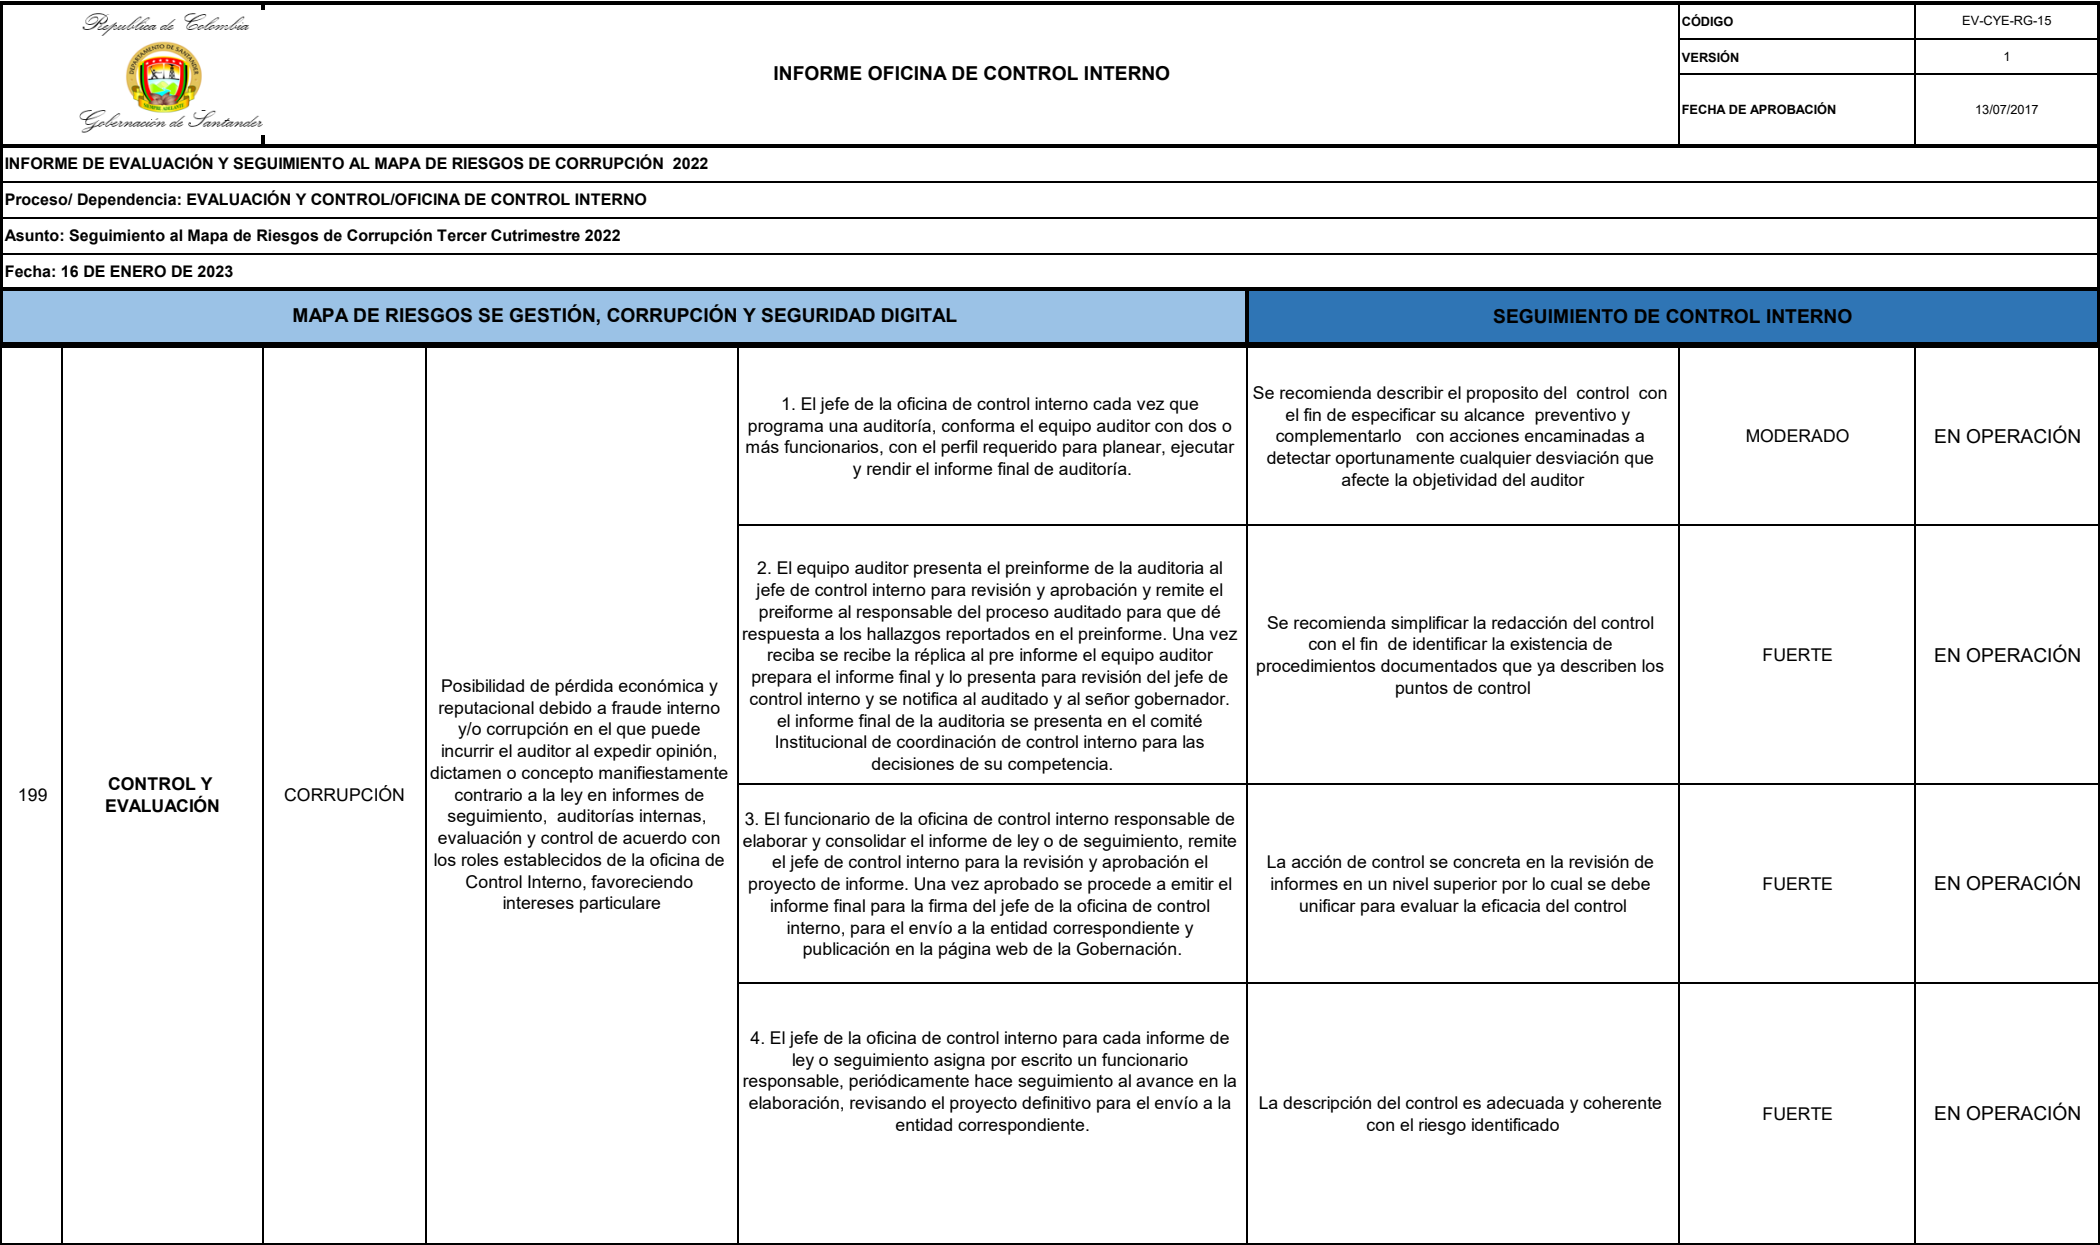 República de Colombia
DEPARTAMENTO DE SANTANDER
SIEMPRE ADELANTE
Gobernación de Santander
INFORME OFICINA DE CONTROL INTERNO
CÓDIGO EV-CYE-RG-15
VERSIÓN 1
FECHA DE APROBACIÓN 13/07/2017
INFORME DE EVALUACIÓN Y SEGUIMIENTO AL MAPA DE RIESGOS DE CORRUPCIÓN  2022
Proceso/ Dependencia: EVALUACIÓN Y CONTROL/OFICINA DE CONTROL INTERNO
Asunto: Seguimiento al Mapa de Riesgos de Corrupción Tercer Cutrimestre 2022
Fecha: 16 DE ENERO DE 2023
MAPA DE RIESGOS SE GESTIÓN, CORRUPCIÓN Y SEGURIDAD DIGITAL
SEGUIMIENTO DE CONTROL INTERNO
199
CONTROL Y
EVALUACIÓN
CORRUPCIÓN
Posibilidad de pérdida económica y
reputacional debido a fraude interno
y/o corrupción en el que puede
incurrir el auditor al expedir opinión,
dictamen o concepto manifiestamente
contrario a la ley en informes de
seguimiento,  auditorías internas,
evaluación y control de acuerdo con
los roles establecidos de la oficina de
Control Interno, favoreciendo
intereses particulare
1. El jefe de la oficina de control interno cada vez que
programa una auditoría, conforma el equipo auditor con dos o
más funcionarios, con el perfil requerido para planear, ejecutar
y rendir el informe final de auditoría.
Se recomienda describir el proposito del  control  con
el fin de especificar su alcance  preventivo y
complementarlo   con acciones encaminadas a
detectar oportunamente cualquier desviación que
afecte la objetividad del auditor
MODERADO
EN OPERACIÓN
2. El equipo auditor presenta el preinforme de la auditoria al
jefe de control interno para revisión y aprobación y remite el
preiforme al responsable del proceso auditado para que dé
respuesta a los hallazgos reportados en el preinforme. Una vez
reciba se recibe la réplica al pre informe el equipo auditor
prepara el informe final y lo presenta para revisión del jefe de
control interno y se notifica al auditado y al señor gobernador.
el informe final de la auditoria se presenta en el comité
Institucional de coordinación de control interno para las
decisiones de su competencia.
Se recomienda simplificar la redacción del control
con el fin  de identificar la existencia de
procedimientos documentados que ya describen los
puntos de control
FUERTE
EN OPERACIÓN
3. El funcionario de la oficina de control interno responsable de
elaborar y consolidar el informe de ley o de seguimiento, remite
el jefe de control interno para la revisión y aprobación el
proyecto de informe. Una vez aprobado se procede a emitir el
informe final para la firma del jefe de la oficina de control
interno, para el envío a la entidad correspondiente y
publicación en la página web de la Gobernación.
La acción de control se concreta en la revisión de
informes en un nivel superior por lo cual se debe
unificar para evaluar la eficacia del control
FUERTE
EN OPERACIÓN
4. El jefe de la oficina de control interno para cada informe de
ley o seguimiento asigna por escrito un funcionario
responsable, periódicamente hace seguimiento al avance en la
elaboración, revisando el proyecto definitivo para el envío a la
entidad correspondiente.
La descripción del control es adecuada y coherente
con el riesgo identificado
FUERTE
EN OPERACIÓN